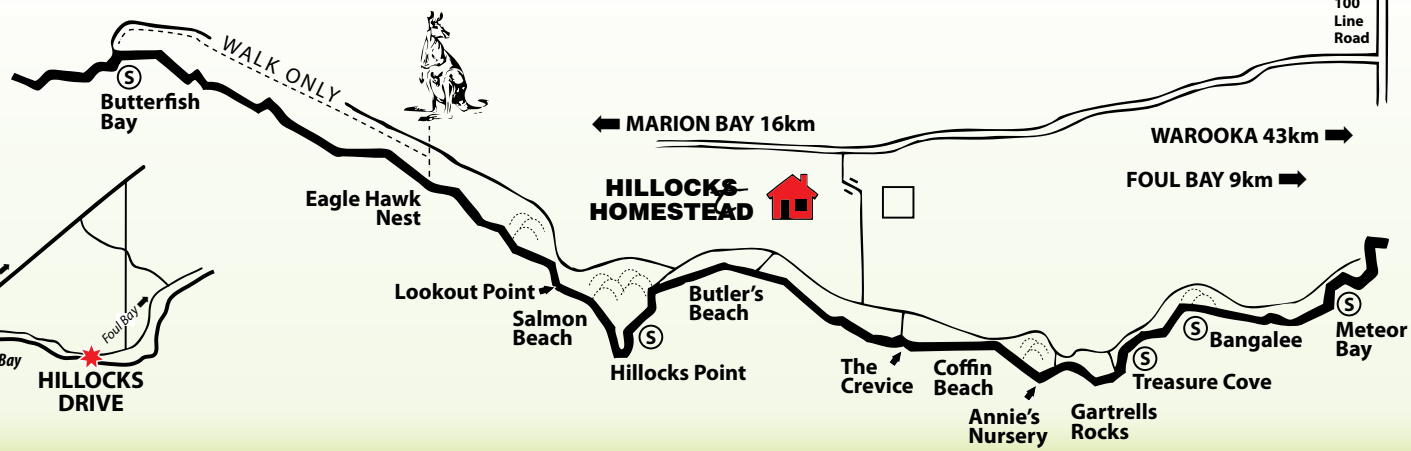 100
Line
Road
WALK ONLY
S
Butterfish
Bay
MARION BAY 16km
WAROOKA 43km
FOUL BAY 9km
HILLOCKS
HOMESTEAD
Eagle Hawk
Nest
Lookout Point
Salmon
Beach
S
Hillocks Point
Butler's
Beach
The
Crevice
Coffin
Beach
Annie's
Nursery
Gartrells
Rocks
S
Treasure Cove
S
Bangalee
S
Meteor
Bay
Foul Bay
Bay
HILLOCKS
DRIVE